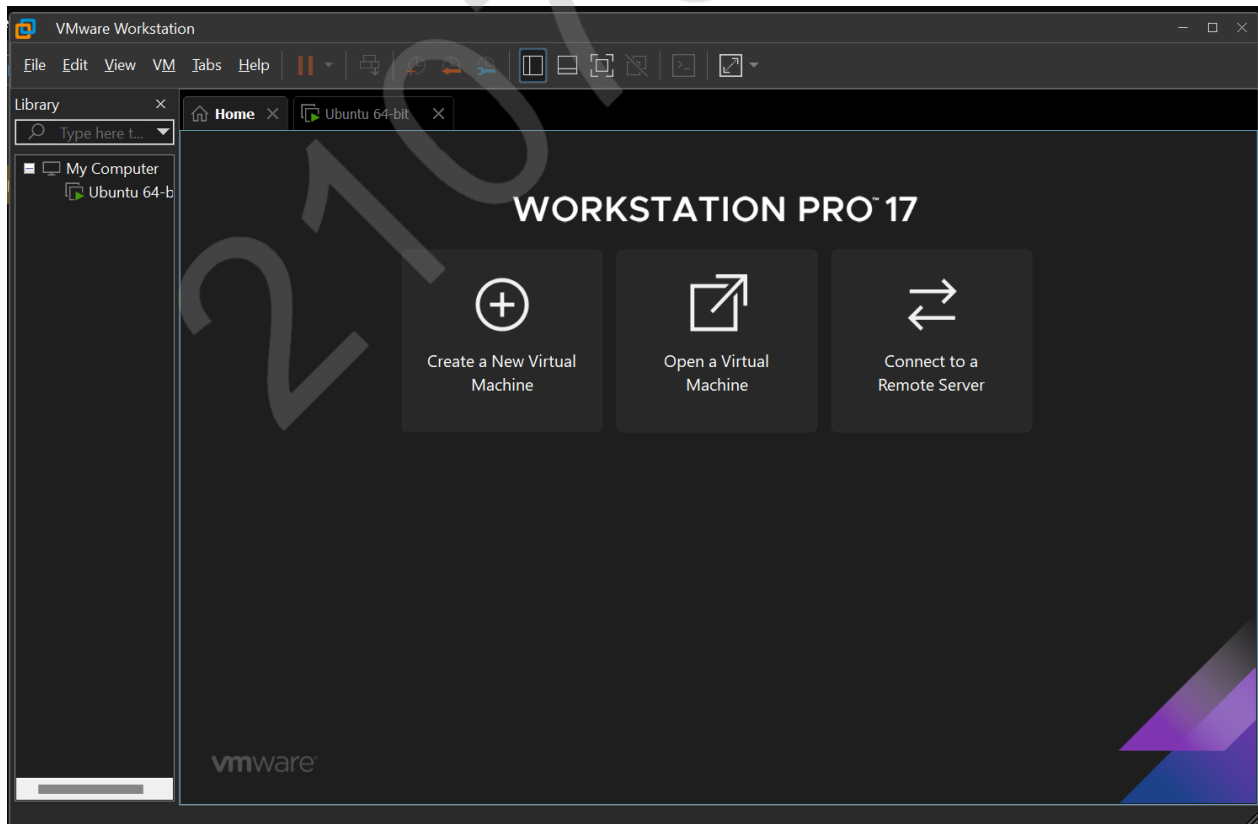 VMware Workstation
File Edit View VM Tabs Help
Library
Home
Ubuntu 64-bit
Type here t...
My Computer
Ubuntu 64-b
WORKSTATION PRO™ 17
Create a New Virtual
Machine
Open a Virtual
Machine
Connect to a
Remote Server
vmware